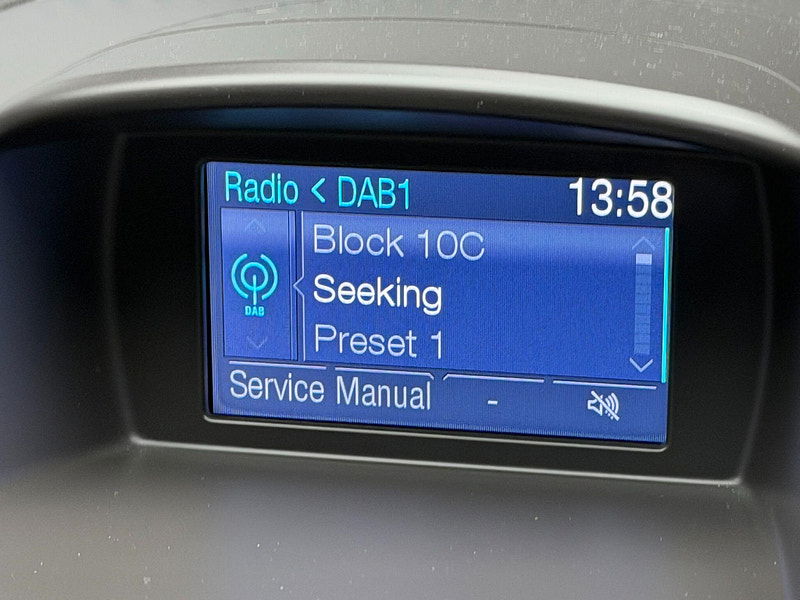 Radio < DAB1 13:58
Block 10C
DAB
Seeking
Preset 1
Service Manual -